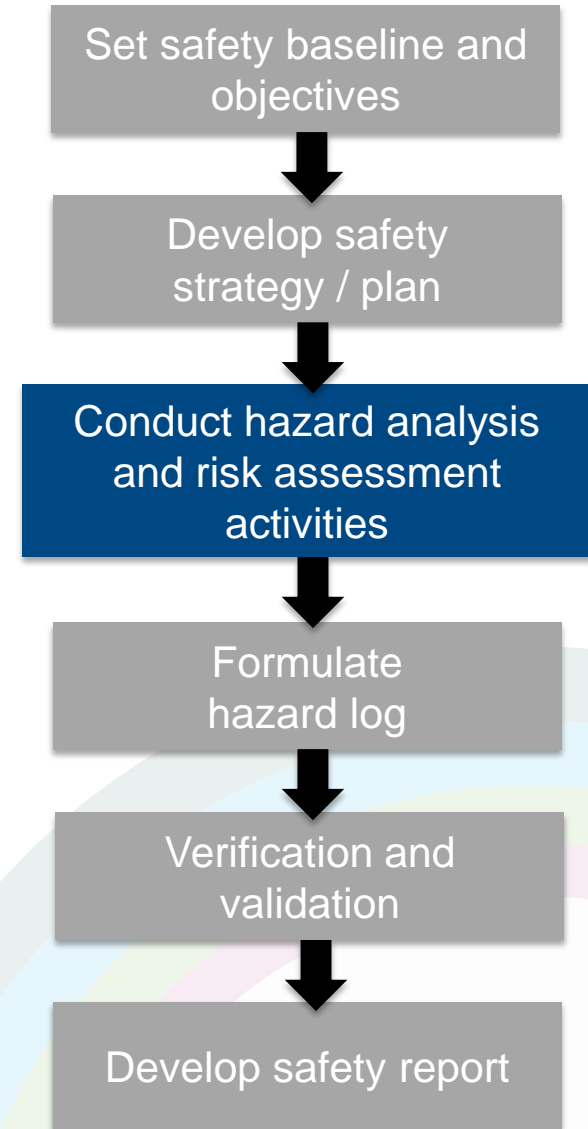 Set safety baseline and
objectives
Develop safety
strategy / plan
Conduct hazard analysis
and risk assessment
activities
Formulate
hazard log
Verification and
validation
Develop safety report